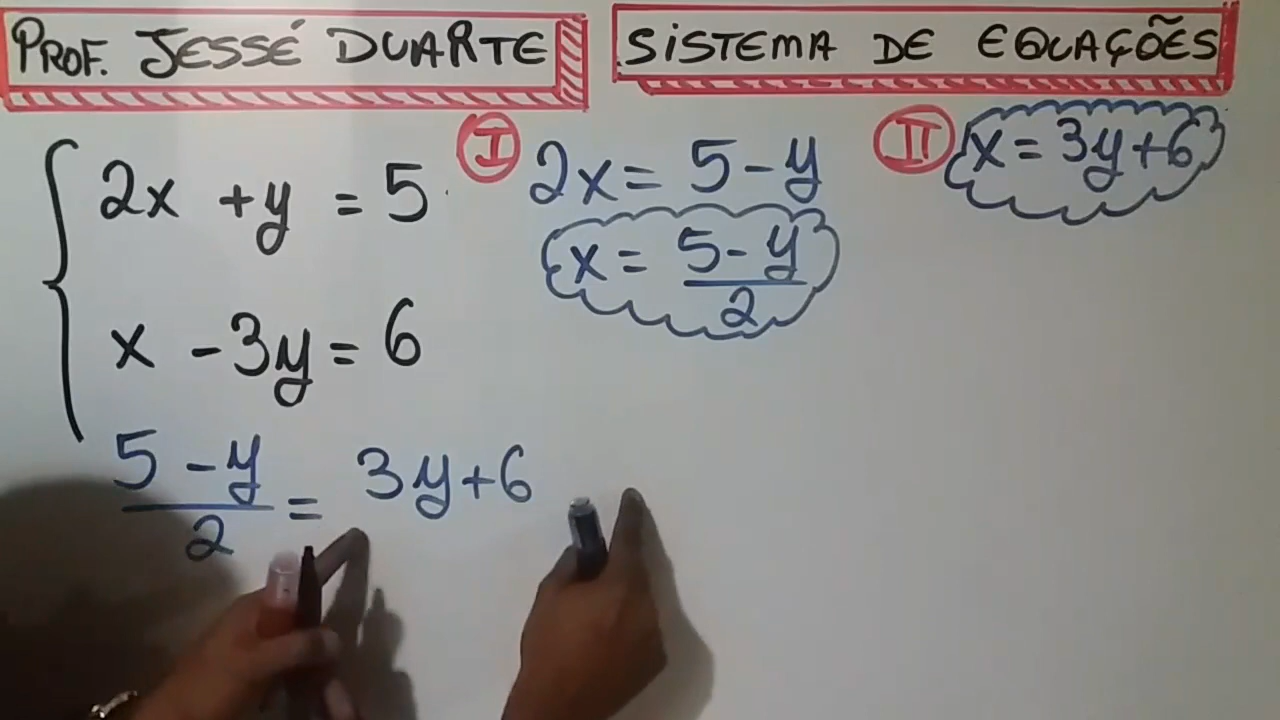 PROF. JESSÉ DUARTE
SISTEMA DE EQUAÇÕES
2x + y = 5
x - 3y = 6
I
2x = 5 - y
x = 5 - y
2
II
x = 3y + 6
5 - y = 3y + 6
2